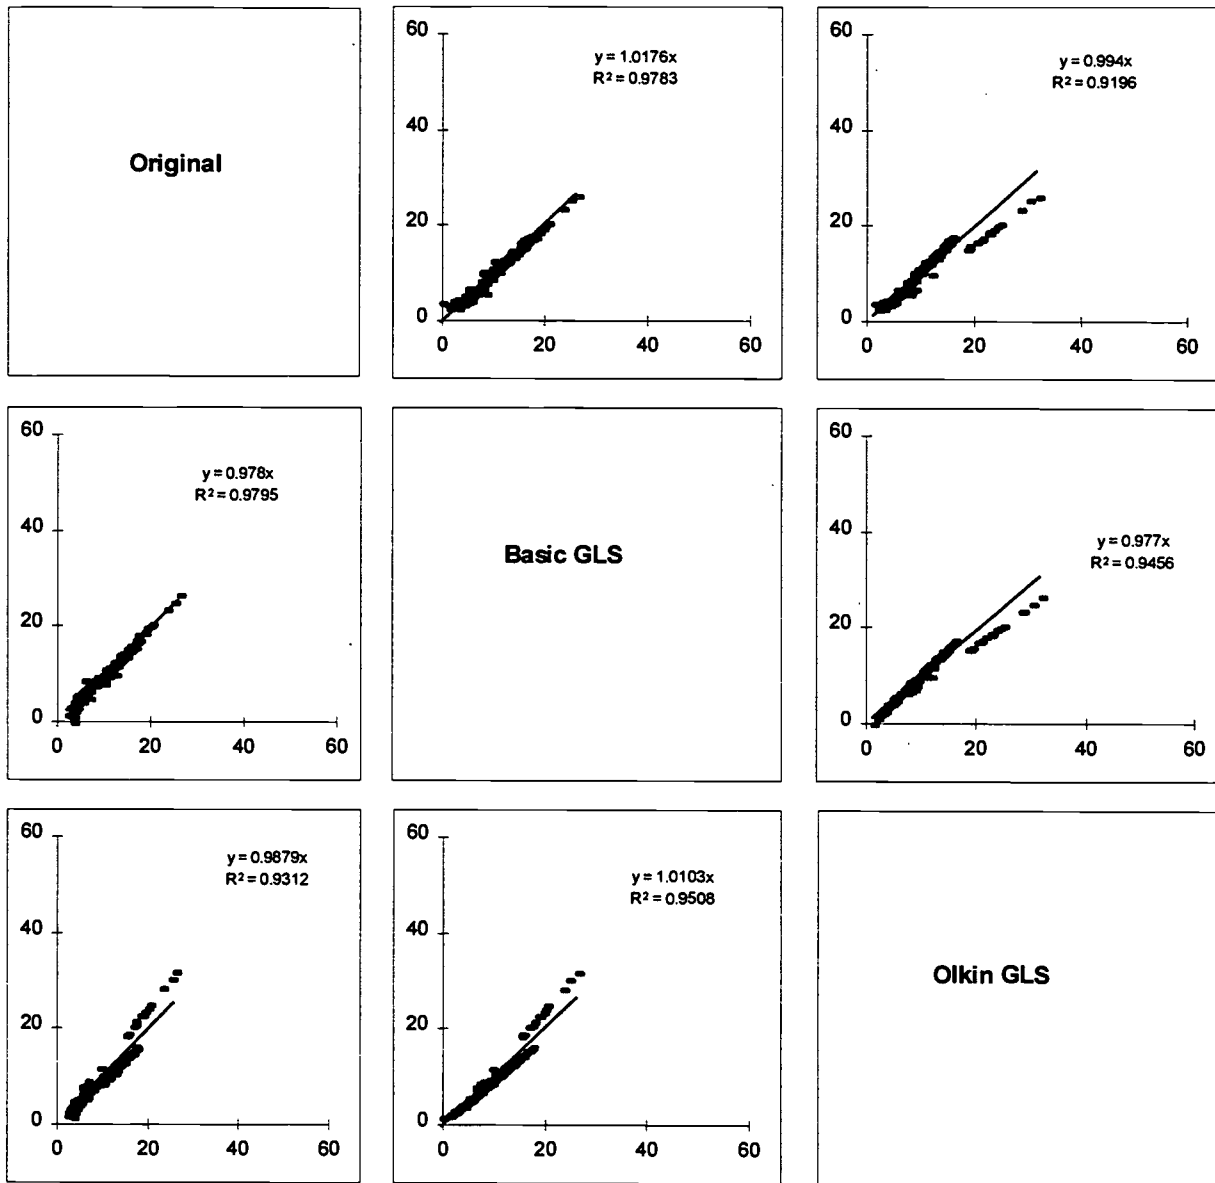 Original
60
40
20
0
0 20 40 60
y = 1.0176x
R² = 0.9783
60
40
20
0
0 20 40 60
y = 0.994x
R² = 0.9196
60
40
20
0
0 20 40 60
y = 0.978x
R² = 0.9795
Basic GLS
60
40
20
0
0 20 40 60
y = 0.977x
R² = 0.9456
60
40
20
0
0 20 40 60
y = 0.9879x
R² = 0.9312
60
40
20
0
0 20 40 60
y = 1.0103x
R² = 0.9508
Olkin GLS